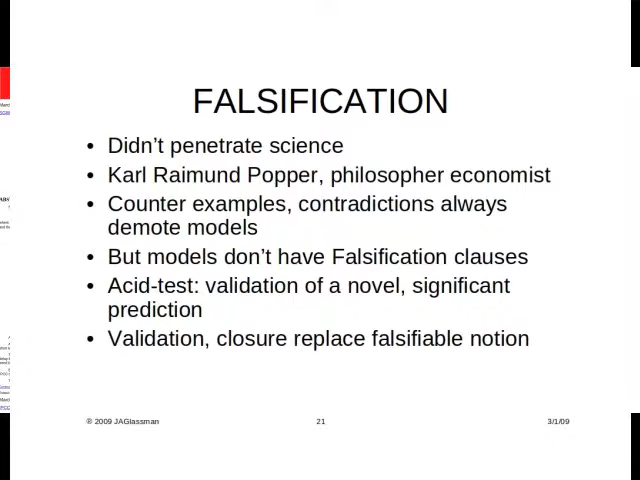 FALSIFICATION
• Didn’t penetrate science
• Karl Raimund Popper, philosopher economist
• Counter examples, contradictions always
demote models
• But models don’t have Falsification clauses
• Acid-test: validation of a novel, significant
prediction
• Validation, closure replace falsifiable notion
® 2009 JAGlassman
21
3/1/09